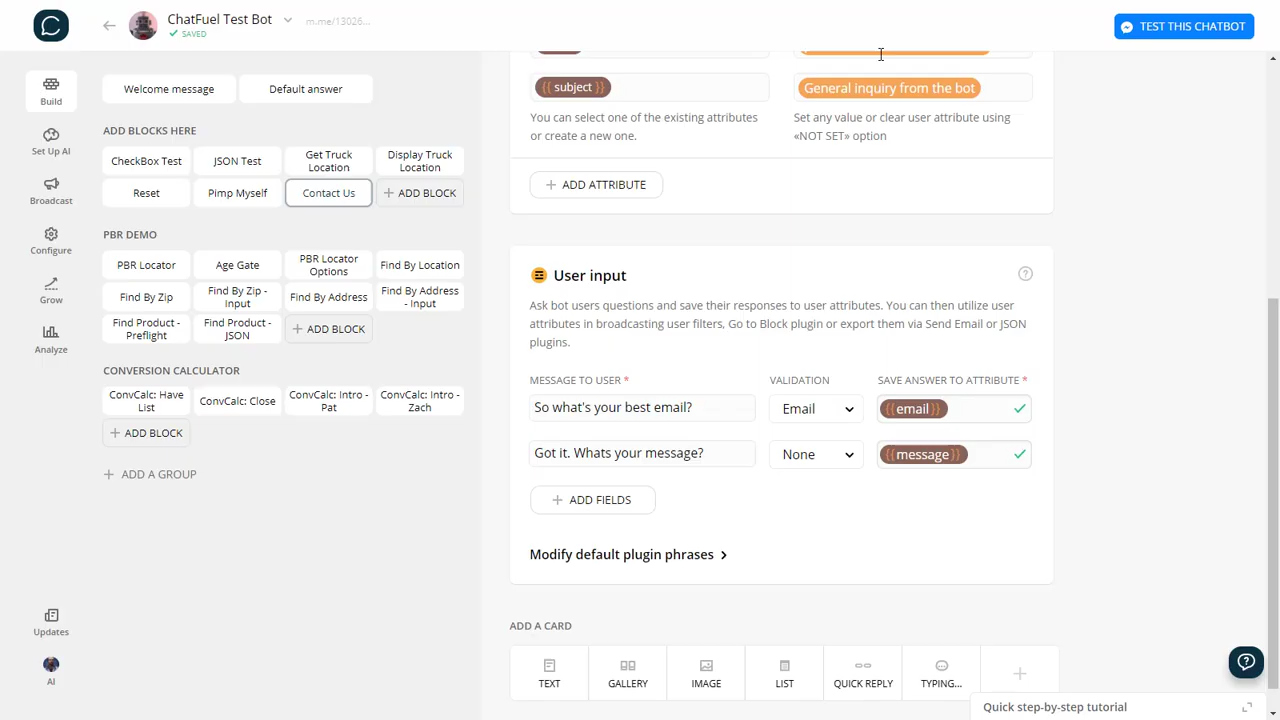 ChatFuel Test Bot
m.me/13026...
SAVED
TEST THIS CHATBOT
Build
Set Up AI
Broadcast
Configure
Grow
Analyze
Updates
AI
Welcome message
Default answer
ADD BLOCKS HERE
CheckBox Test
JSON Test
Get Truck
Location
Display Truck
Location
Reset
Pimp Myself
Contact Us
+ ADD BLOCK
PBR DEMO
PBR Locator
Age Gate
PBR Locator
Options
Find By Location
Find By Zip
Find By Zip -
Input
Find By Address
Find By Address
- Input
Find Product -
Preflight
Find Product -
JSON
+ ADD BLOCK
CONVERSION CALCULATOR
ConvCalc: Have
List
ConvCalc: Close
ConvCalc: Intro -
Pat
ConvCalc: Intro -
Zach
+ ADD BLOCK
+ ADD A GROUP
{{ subject }}
General inquiry from the bot
You can select one of the existing attributes
or create a new one.
Set any value or clear user attribute using
«NOT SET» option
+ ADD ATTRIBUTE
User input
?
Ask bot users questions and save their responses to user attributes. You can then utilize user
attributes in broadcasting user filters, Go to Block plugin or export them via Send Email or JSON
plugins.
MESSAGE TO USER *
VALIDATION
SAVE ANSWER TO ATTRIBUTE *
So what's your best email?
Email
{{email}}
Got it. Whats your message?
None
{{message}}
+ ADD FIELDS
Modify default plugin phrases >
ADD A CARD
TEXT
GALLERY
IMAGE
LIST
QUICK REPLY
TYPING...
+
Quick step-by-step tutorial